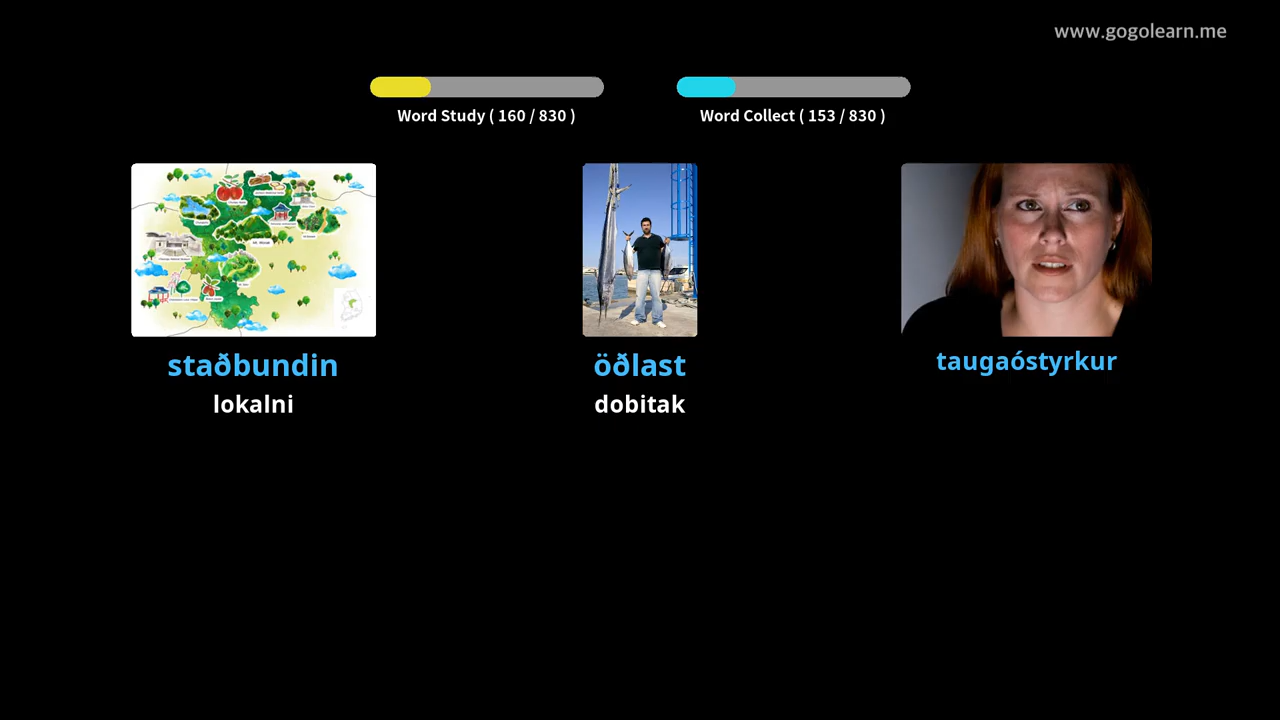 www.gogolearn.me
Word Study ( 160 / 830 )
Word Collect ( 153 / 830 )
staðbundin
lokalni
öðlast
dobitak
taugaóstyrkur